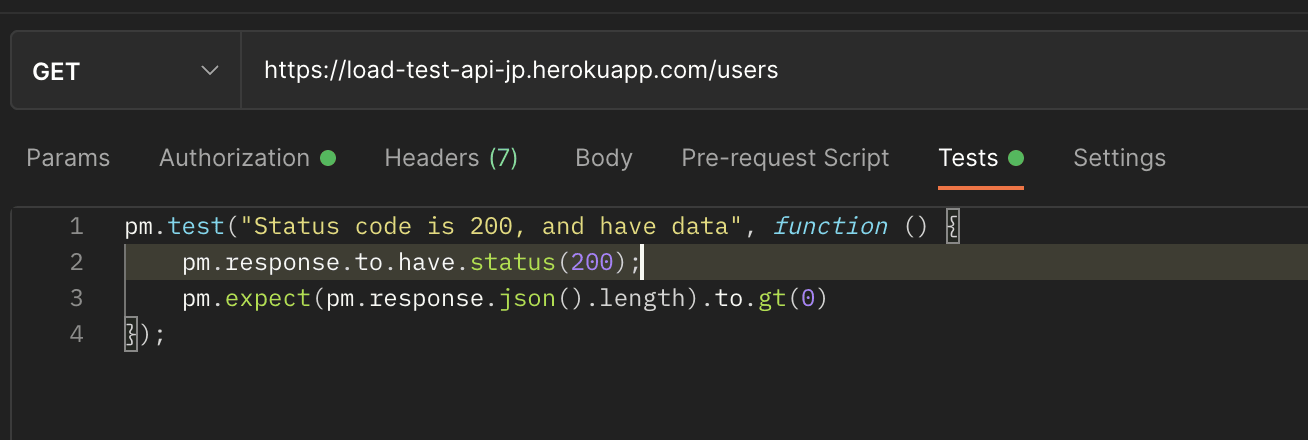 GET https://load-test-api-jp.herokuapp.com/users
Params Authorization Headers (7) Body Pre-request Script Tests Settings
1 pm.test("Status code is 200, and have data", function () {
2 pm.response.to.have.status(200);
3 pm.expect(pm.response.json().length).to.gt(0)
4 });